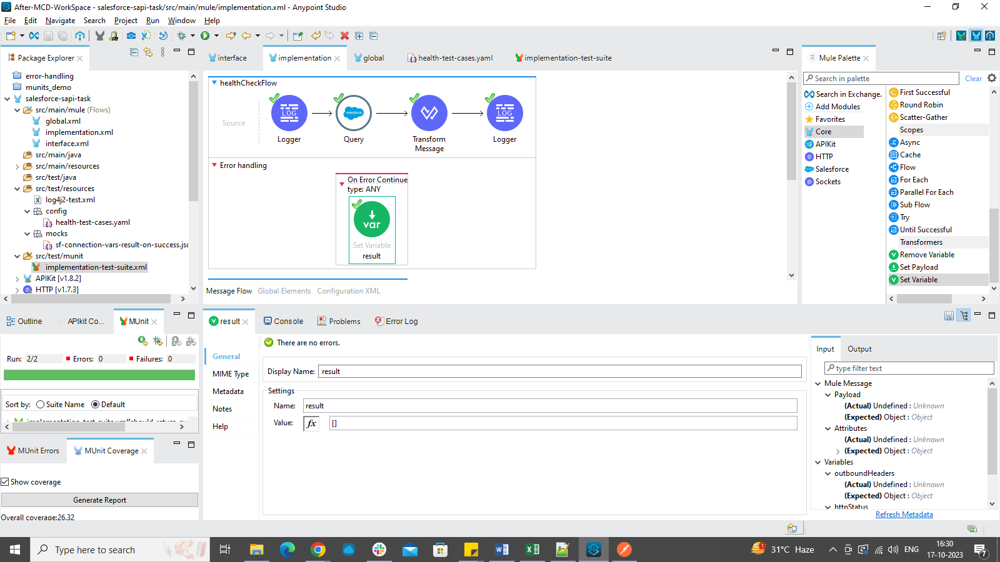 After-MCD-WorkSpace - salesforce-sapi-task/src/main/mule/implementation.xml - Anypoint Studio
File Edit Navigate Search Project Run Window Help
Package Explorer
error-handling
munits_demo
salesforce-sapi-task
src/main/mule (Flows)
global.xml
implementation.xml
interface.xml
src/main/java
src/main/resources
src/test/java
src/test/resources
log4j2-test.xml
config
health-test-cases.yaml
mocks
sf-connection-vars-result-on-success.jsc
src/test/munit
implementation-test-suite.xml
APIKit [v1.8.2]
HTTP [v1.7.3]
interface implementation global health-test-cases.yaml implementation-test-suite
healthCheckFlow
Source
LOG salesforce LOG
Logger Query Transform Message Logger
Error handling
On Error Continue
type: ANY
var
Set Variable
result
Message Flow Global Elements Configuration XML
Mule Palette
Search in palette Clear
Search in Exchange.
Add Modules
Favorites
Core
APIKit
HTTP
Salesforce
Sockets
First Successful
Round Robin
Scatter-Gather
Scopes
Async
Cache
Flow
For Each
Parallel For Each
Sub Flow
Try
Until Successful
Transformers
Remove Variable
Set Payload
Set Variable
Outline APIkit Co... MUnit
Run: 2/2 Errors: 0 Failures: 0
Sort by: Suite Name Default
MUnit Errors MUnit Coverage
Show coverage
Generate Report
Overall coverage:26.32
result Console Problems Error Log
There are no errors.
General
MIME Type
Metadata
Notes
Help
Display Name: result
Settings
Name: result
Value: fx []
Input Output
type filter text
Mule Message
Payload
(Actual) Undefined : Unknown
(Expected) Object : Object
Attributes
(Actual) Undefined : Unknown
(Expected) Object : Object
Variables
outboundHeaders
(Actual) Undefined : Unknown
(Expected) Object : Object
httpStatus
Refresh Metadata
Type here to search
1 31°C Haze ENG 16:30
17-10-2023 7